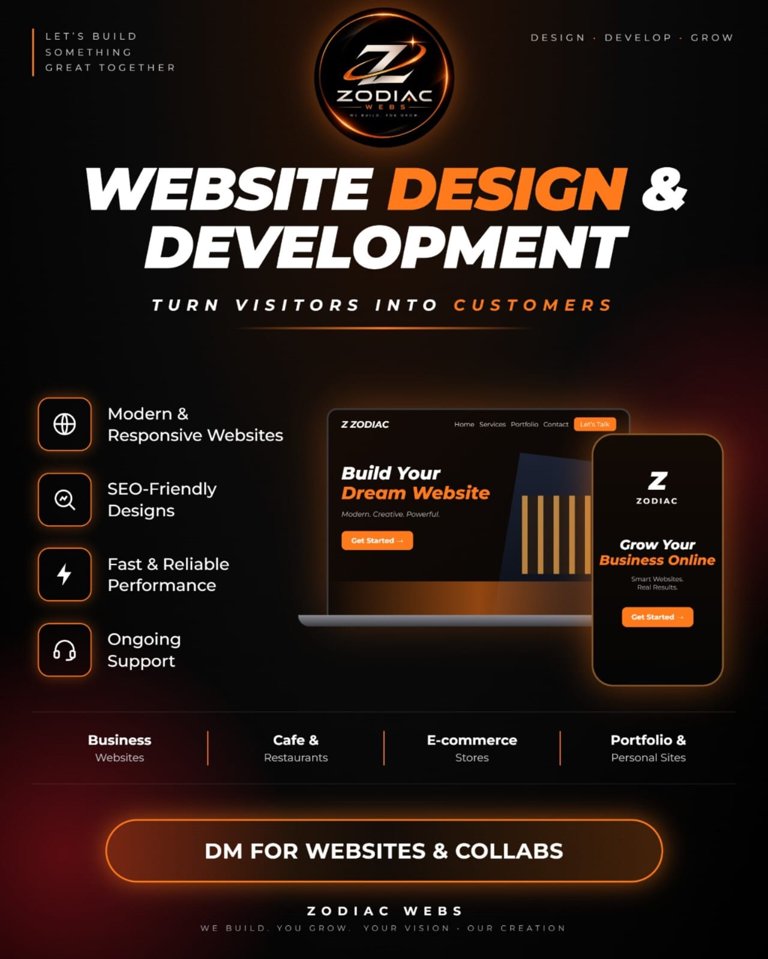 LET'S BUILD
SOMETHING
GREAT TOGETHER
DESIGN · DEVELOP · GROW
Z
ZODIAC
WEBS
WE BUILD. YOU GROW.
WEBSITE DESIGN &
DEVELOPMENT
TURN VISITORS INTO CUSTOMERS
Modern &
Responsive Websites
SEO-Friendly
Designs
Fast & Reliable
Performance
Ongoing
Support
Z ZODIAC
Home Services Portfolio Contact Let's Talk
Build Your
Dream Website
Modern. Creative. Powerful.
Get Started →
Z
ZODIAC
Grow Your
Business Online
Smart Websites.
Real Results.
Get Started →
Business
Websites
Cafe &
Restaurants
E-commerce
Stores
Portfolio &
Personal Sites
DM FOR WEBSITES & COLLABS
ZODIAC WEBS
WE BUILD. YOU GROW. YOUR VISION · OUR CREATION